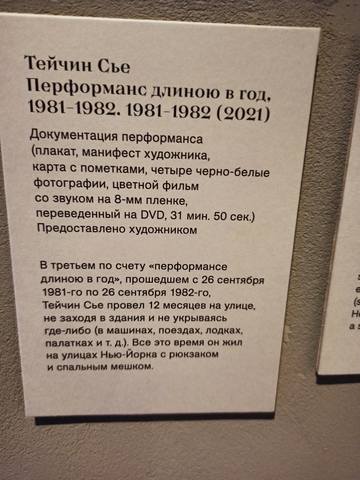 Тейчин Сье
Перформанс длиною в год,
1981-1982. 1981-1982 (2021)
Документация перформанса
(плакат, манифест художника,
карта с пометками, четыре черно-белые
фотографии, цветной фильм
со звуком на 8-мм пленке,
переведенный на DVD, 31 мин. 50 сек.)
Предоставлено художником
В третьем по счету «перформансе
длиною в год», прошедшем с 26 сентября
1981-го по 26 сентября 1982-го,
Тейчин Сье провел 12 месяцев на улице,
не заходя в здания и не укрываясь
где-либо (в машинах, поездах, лодках,
палатках и т. д.). Все это время он жил
на улицах Нью-Йорка с рюкзаком
и спальным мешком.